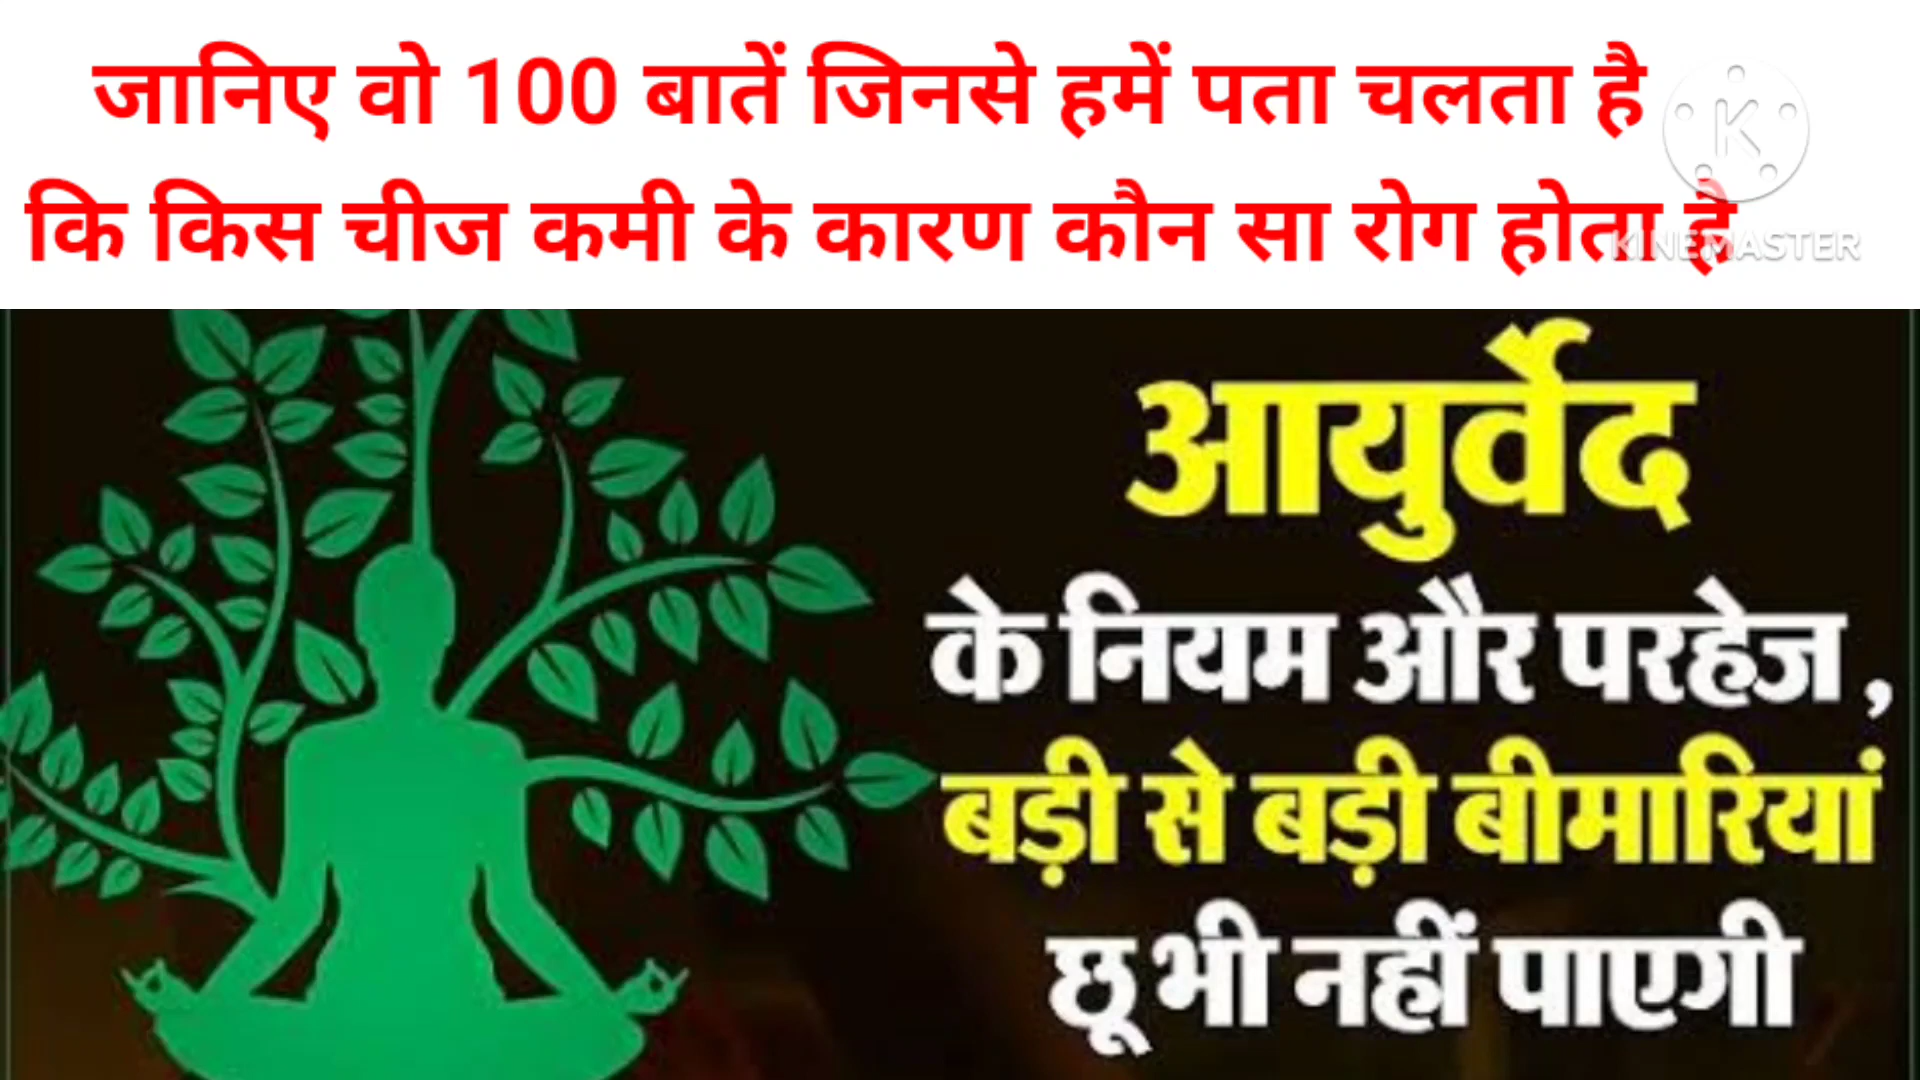 जानिए वो 100 बातें जिनसे हमें पता चलता है
कि किस चीज कमी के कारण कौन सा रोग होता है
K
KINEMASTER
आयुर्वेद
के नियम और परहेज ,
बड़ी से बड़ी बीमारियां
छू भी नहीं पाएगी